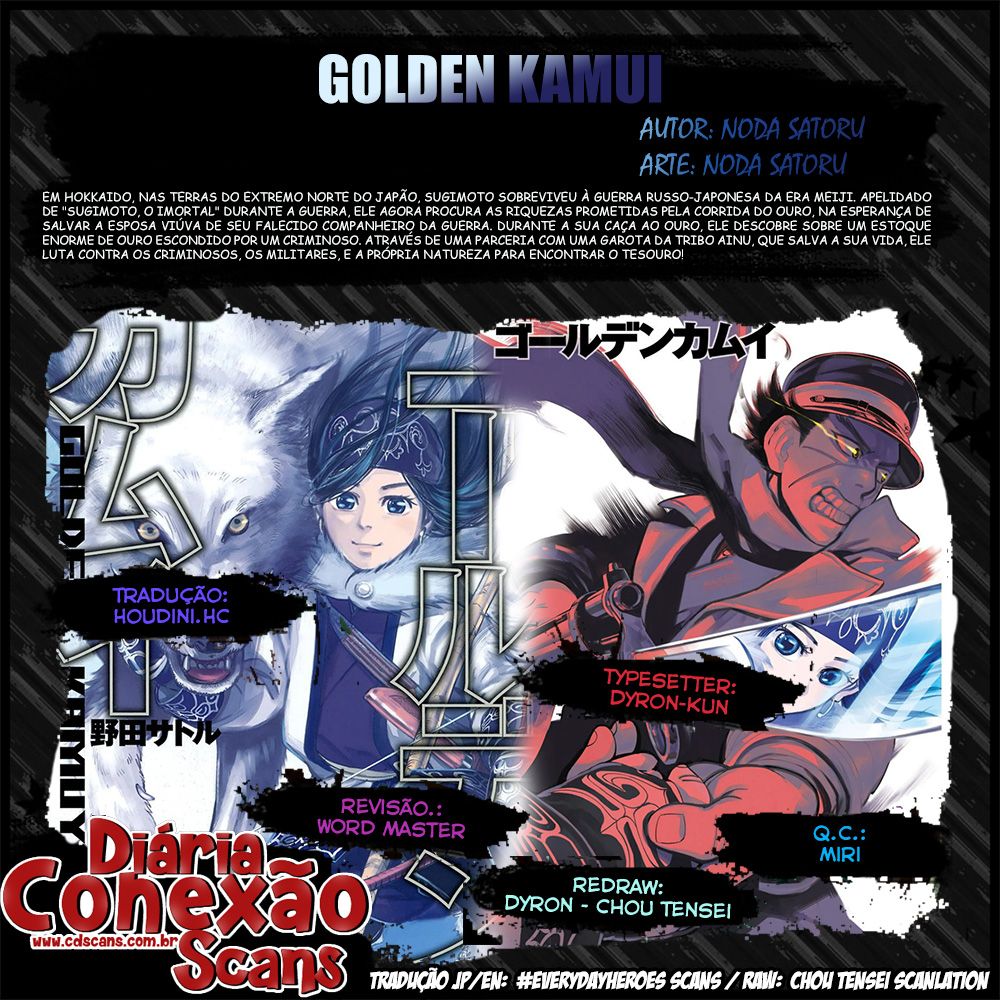 GOLDEN KAMUI
AUTOR: NODA SATORU
ARTE: NODA SATORU
EM HOKKAIDO, NAS TERRAS DO EXTREMO NORTE DO JAPÃO, SUGIMOTO SOBREVIVEU À GUERRA RUSSO-JAPONESA DA ERA MEIJI. APELIDADO
DE "SUGIMOTO, O IMORTAL" DURANTE A GUERRA, ELE AGORA PROCURA AS RIQUEZAS PROMETIDAS PELA CORRIDA DO OURO, NA ESPERANÇA DE
SALVAR A ESPOSA VIÚVA DE SEU FALECIDO COMPANHEIRO DA GUERRA. DURANTE A SUA CAÇA AO OURO, ELE DESCOBRE SOBRE UM ESTOQUE
ENORME DE OURO ESCONDIDO POR UM CRIMINOSO. ATRAVÉS DE UMA PARCERIA COM UMA GAROTA DA TRIBO AINU, QUE SALVA A SUA VIDA, ELE
LUTA CONTRA OS CRIMINOSOS, OS MILITARES, E A PRÓPRIA NATUREZA PARA ENCONTRAR O TESOURO!
ゴールデンカムイ
カムイ
GOLDE
KAMUY
野田サトル
TRADUÇÃO:
HOUDINI.HC
TYPESETTER:
DYRON-KUN
REVISÃO.:
WORD MASTER
Q.C.:
MIRI
REDRAW:
DYRON - CHOU TENSEI
Diária
Conexão
www.cdscans.com.br
Scans
TRADUÇÃO JP/EN: #EVERYDAYHEROES SCANS / RAW: CHOU TENSEI SCANLATION